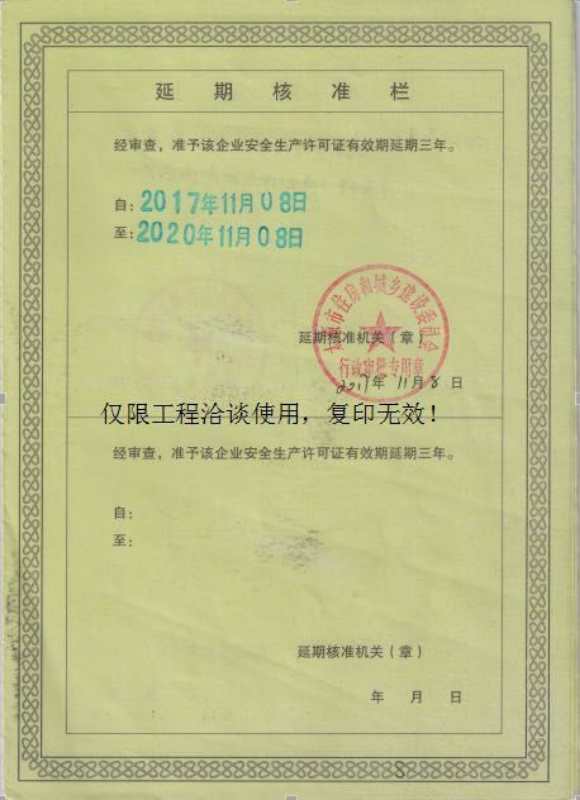 延期核准栏
经审查，准予该企业安全生产许可证有效期延期三年。
自：2017年11月08日
至：2020年11月08日
太原市住房和城乡建设委员会
延期核准机关（章）
行政审批专用章
2017年 11月 8 日
仅限工程洽谈使用，复印无效！
经审查，准予该企业安全生产许可证有效期延期三年。
自：
至：
延期核准机关（章）
年 月 日